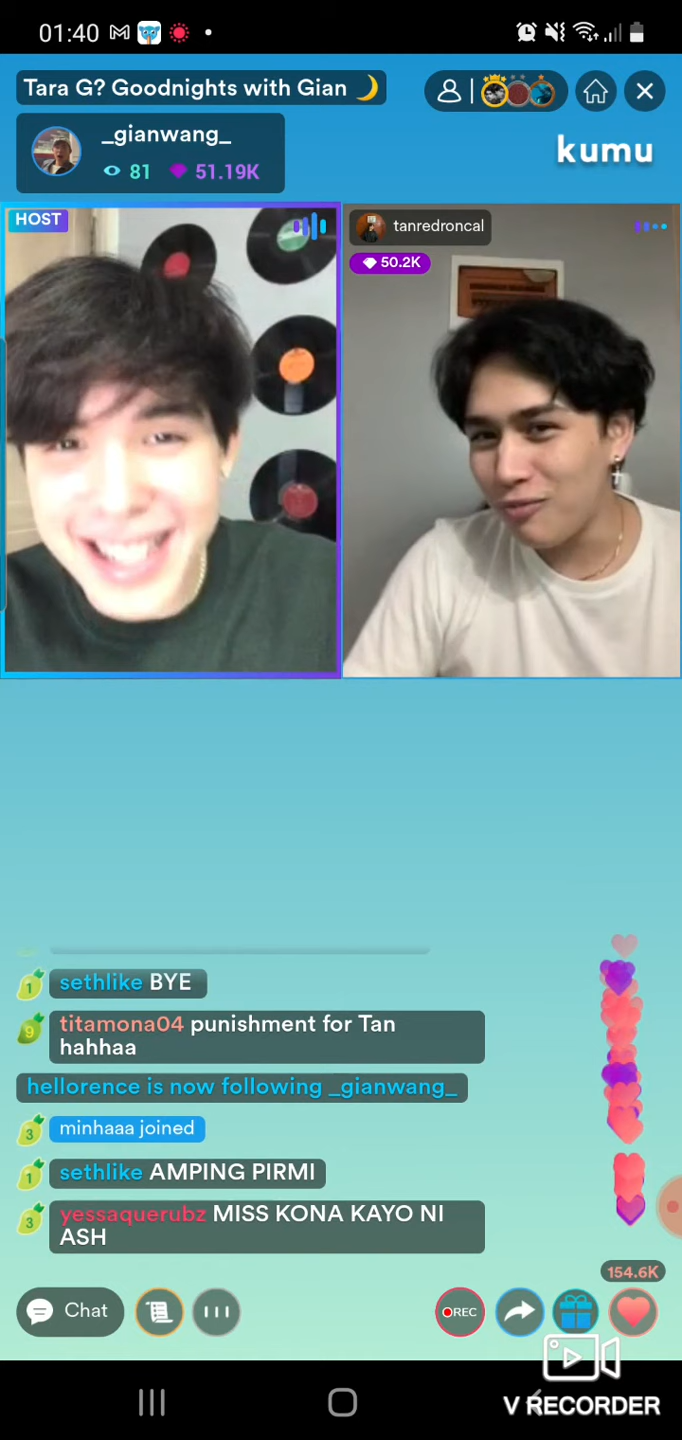 01:40
Tara G? Goodnights with Gian
_gianwang_
81 51.19K
kumu
HOST
tanredroncal
50.2K
1 sethlike BYE
9 titamona04 punishment for Tan
hahhaa
hellorence is now following _gianwang_
3 minhaaa joined
1 sethlike AMPING PIRMI
3 yessaquerubz MISS KONA KAYO NI
ASH
154.6K
Chat
REC
V RECORDER